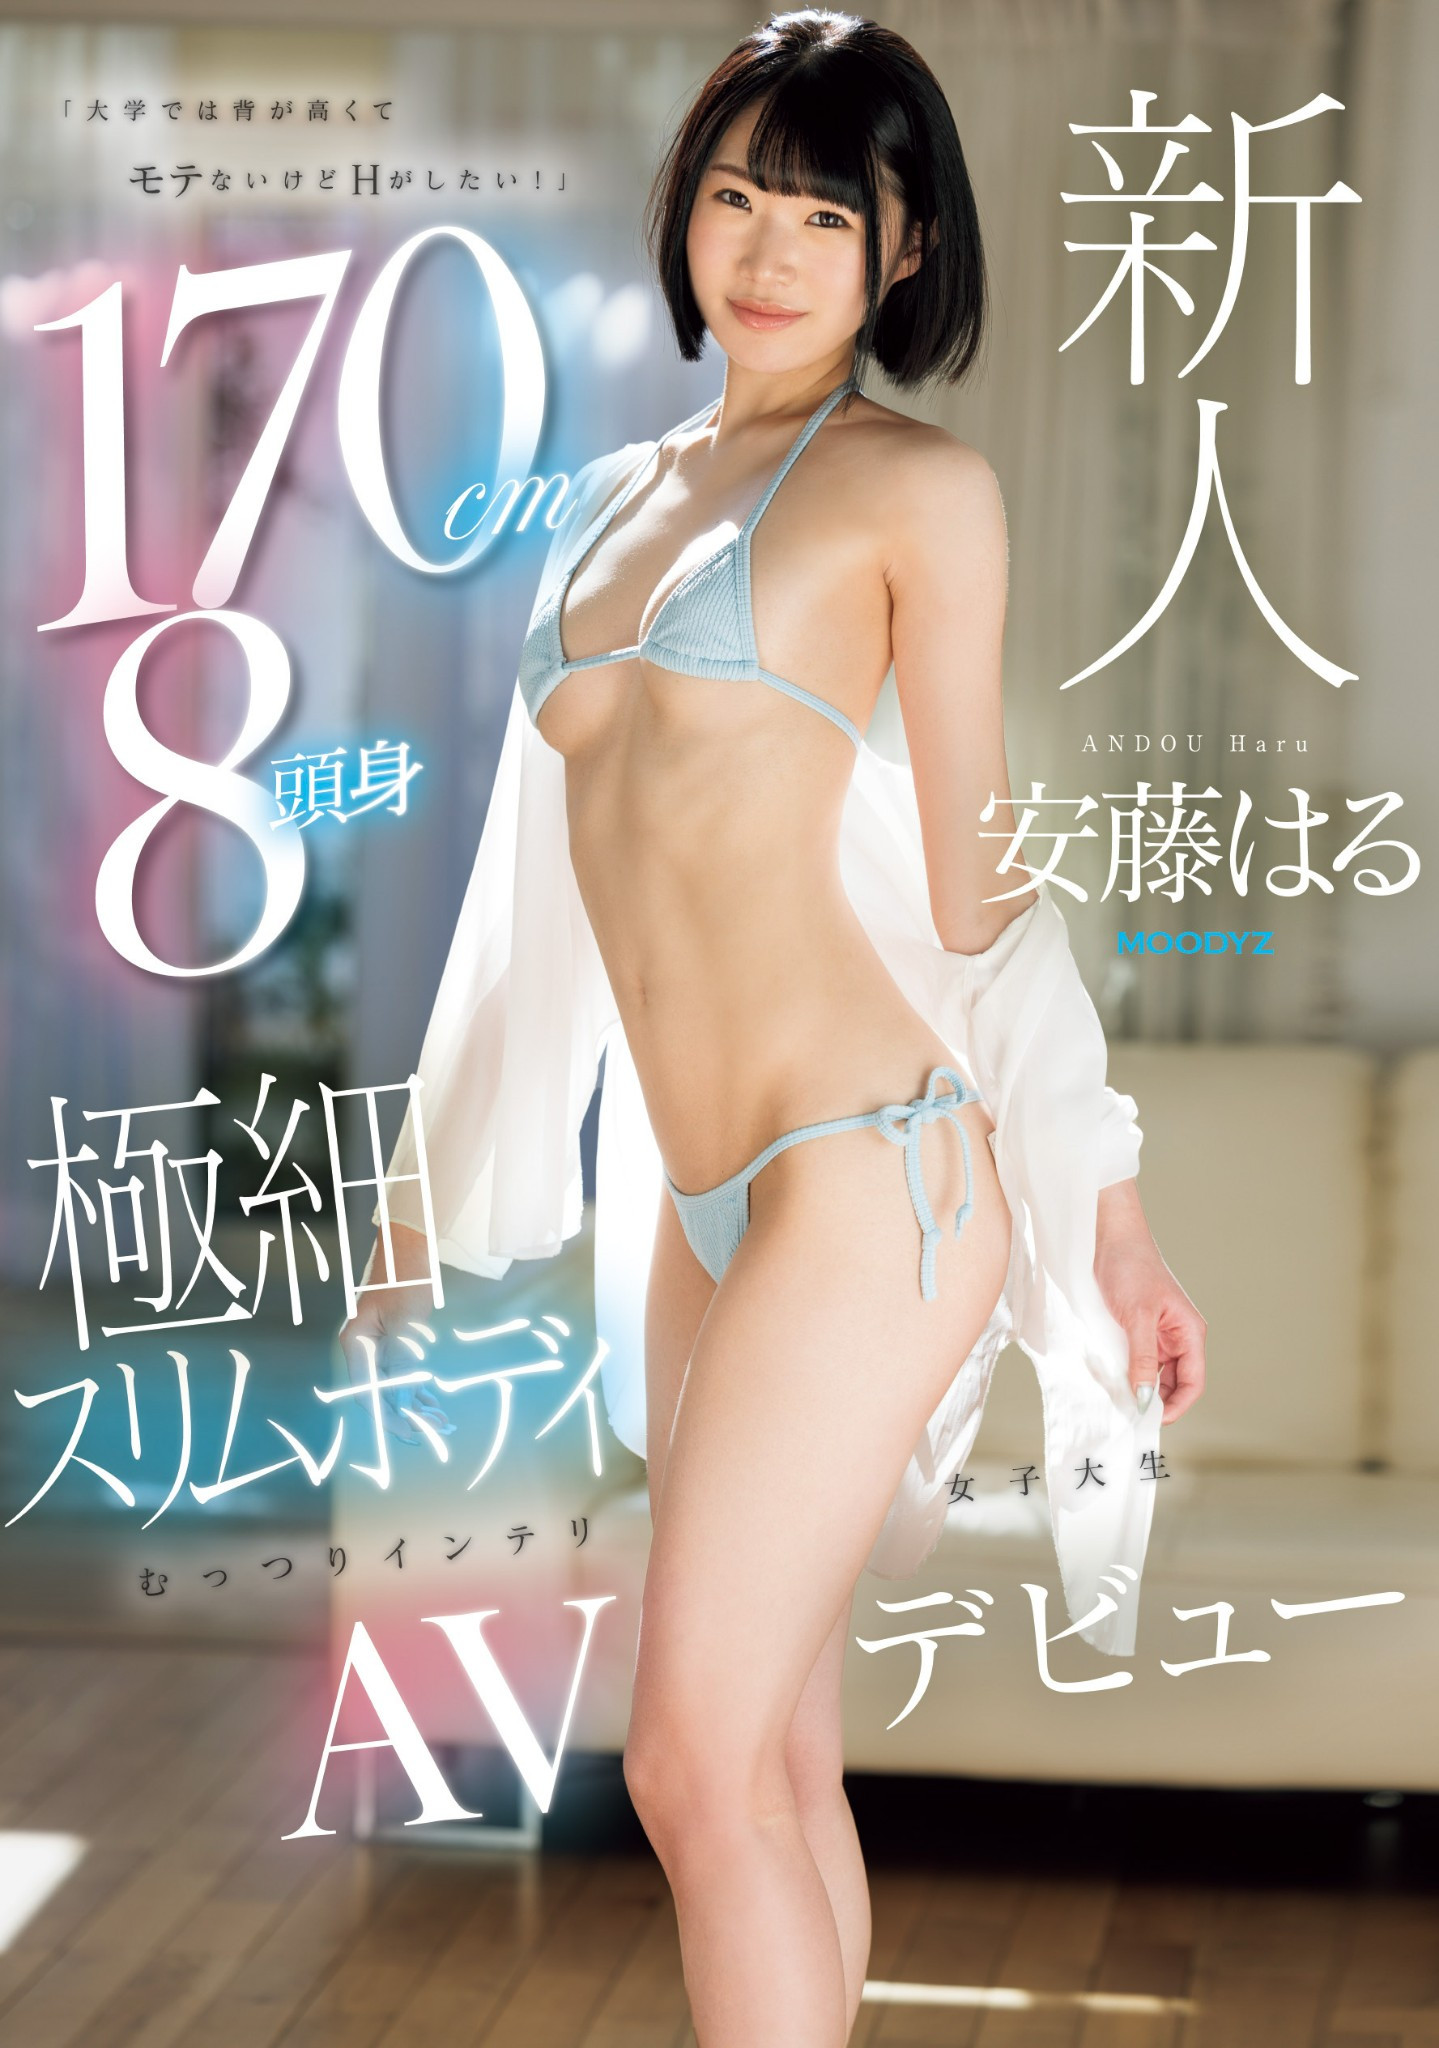 「大学では背が高くて
モテないけどHがしたい！」
170cm
8頭身
新人
ANDOU Haru
安藤はる
MOODYZ
極細
スリムボディ
むっつりインテリ
女子大生
AV
デビュー